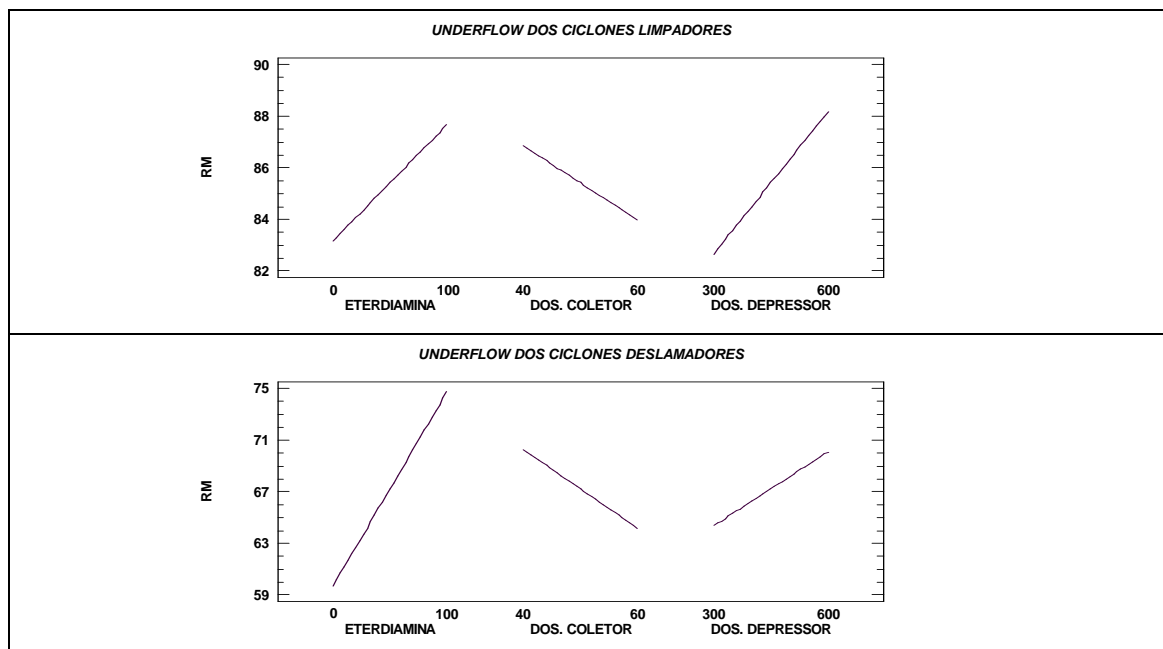 UNDERFLOW DOS CICLONES LIMPADORES
90
88
86
84
82
RM
0 100 40 60 300 600
ETERDIAMINA DOS. COLETOR DOS. DEPRESSOR
UNDERFLOW DOS CICLONES DESLAMADORES
75
71
67
63
59
RM
0 100 40 60 300 600
ETERDIAMINA DOS. COLETOR DOS. DEPRESSOR